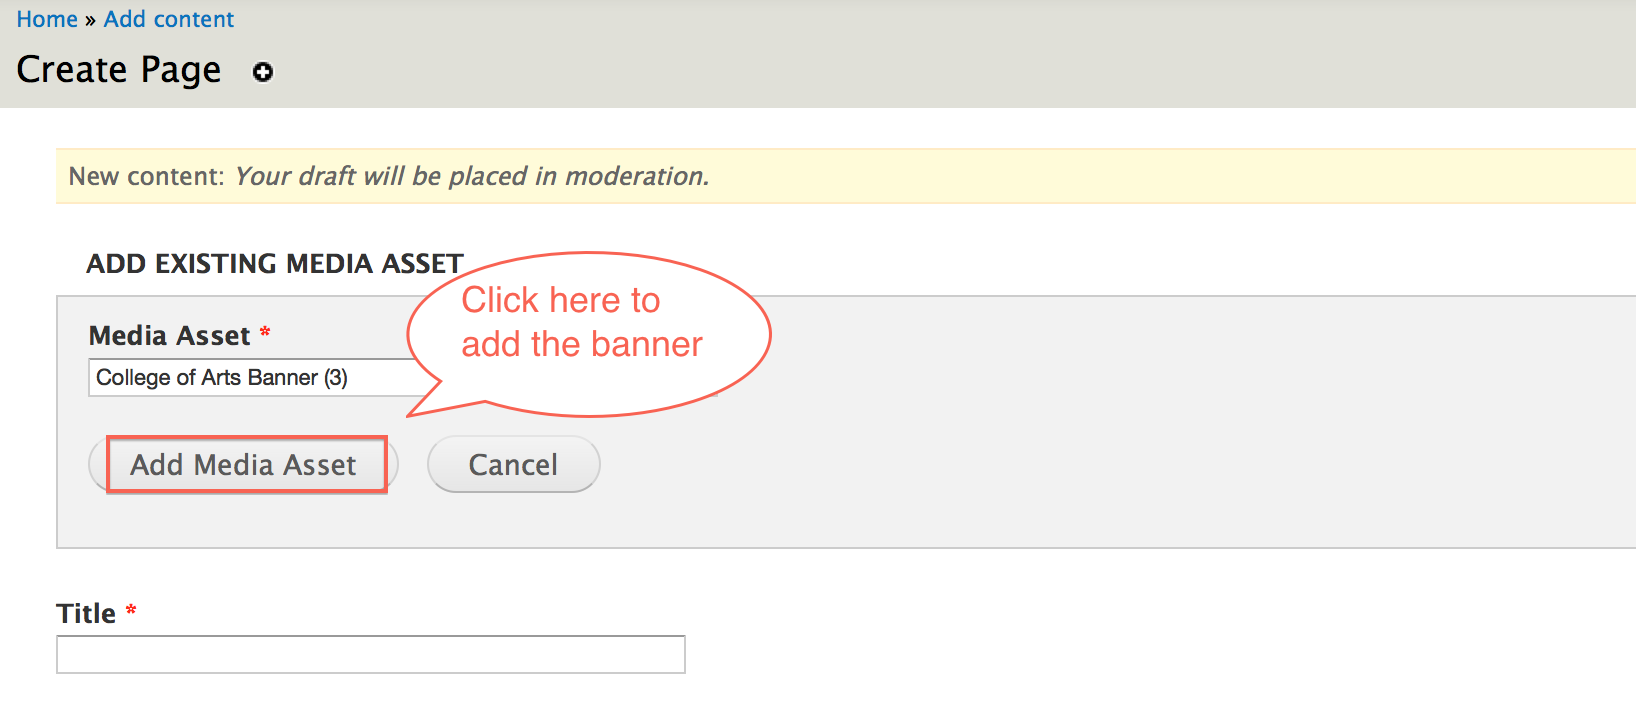 Home » Add content
Create Page
New content: Your draft will be placed in moderation.
ADD EXISTING MEDIA ASSET
Click here to
add the banner
Media Asset *
College of Arts Banner (3)
Add Media Asset
Cancel
Title *